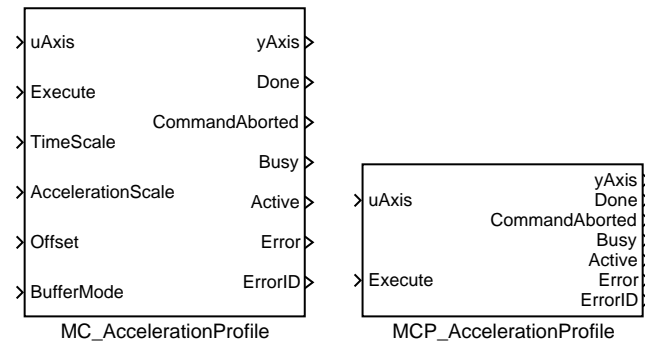 uAxis yAxis
Execute Done
CommandAborted
TimeScale
Busy
AccelerationScale
Active
Offset Error
ErrorID
BufferMode
MC_AccelerationProfile
yAxis
uAxis Done
CommandAborted
Busy
Active
Execute Error
ErrorID
MCP_AccelerationProfile